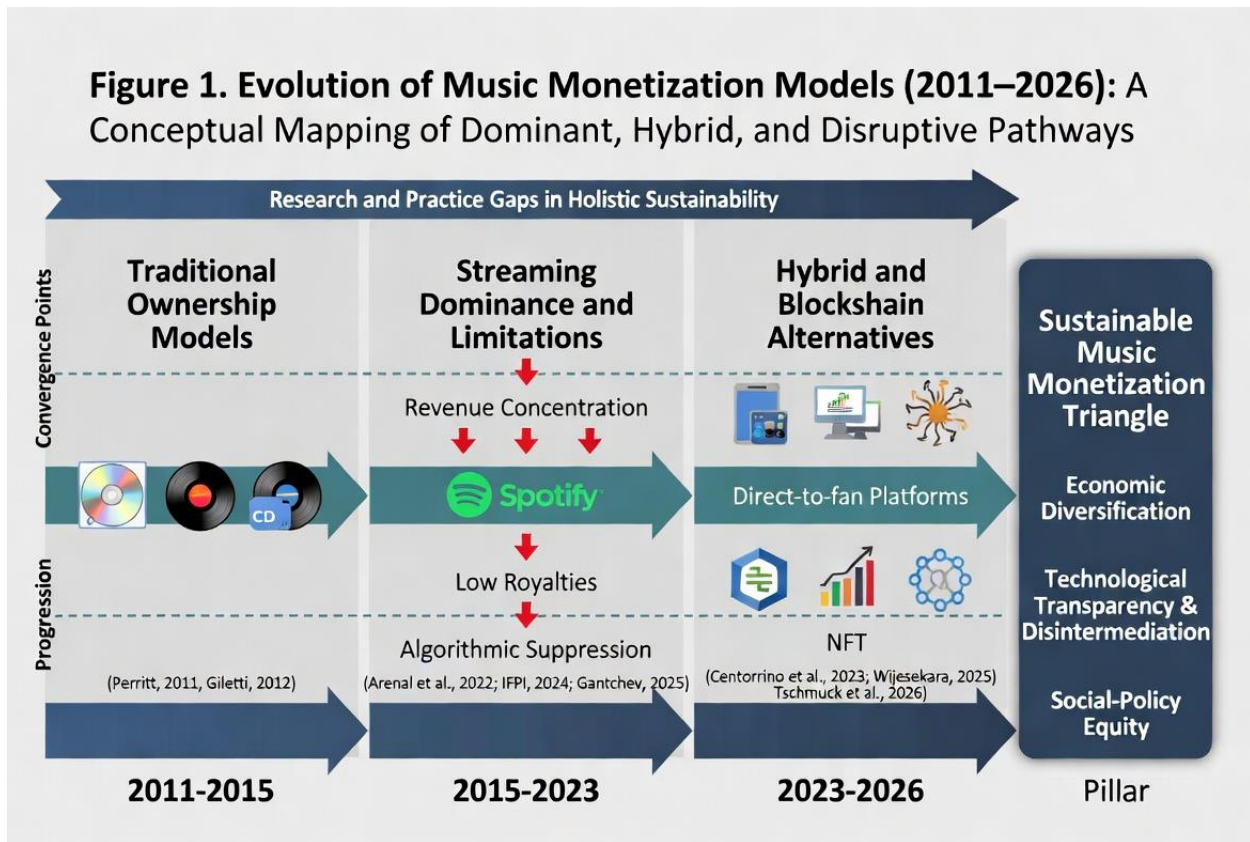 Figure 1. Evolution of Music Monetization Models (2011–2026): A
Conceptual Mapping of Dominant, Hybrid, and Disruptive Pathways
Research and Practice Gaps in Holistic Sustainability
Convergence Points
Progression
Traditional
Ownership
Models
CD
(Perritt, 2011, Giletti, 2012)
2011-2015
Streaming
Dominance and
Limitations
Revenue Concentration
Spotify
Low Royalties
Algorithmic Suppression
(Arenal et al., 2022; IFPI, 2024; Gantchev, 2025)
2015-2023
Hybrid and
Blockshain
Alternatives
Direct-to-fan Platforms
NFT
(Centorrino et al., 2023; Wijesekara, 2025)
Tschmuck et al., 2026)
2023-2026
Sustainable
Music
Monetization
Triangle
Economic
Diversification
Technological
Transparency &
Disintermediation
Social-Policy
Equity
Pillar